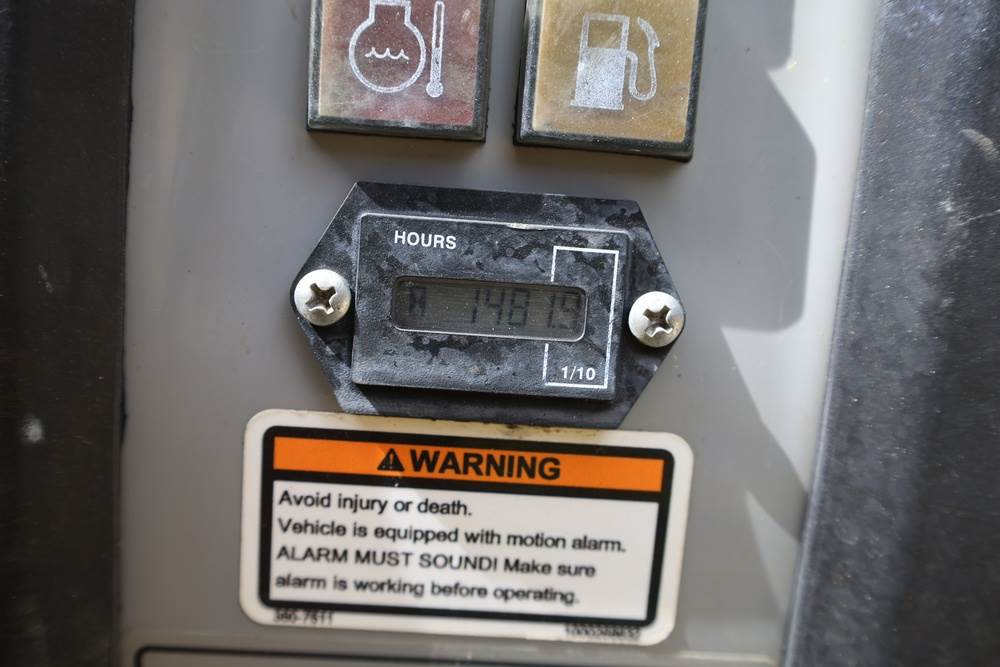 HOURS
1481.9
1/10
WARNING
Avoid injury or death.
Vehicle is equipped with motion alarm.
ALARM MUST SOUND! Make sure
alarm is working before operating.